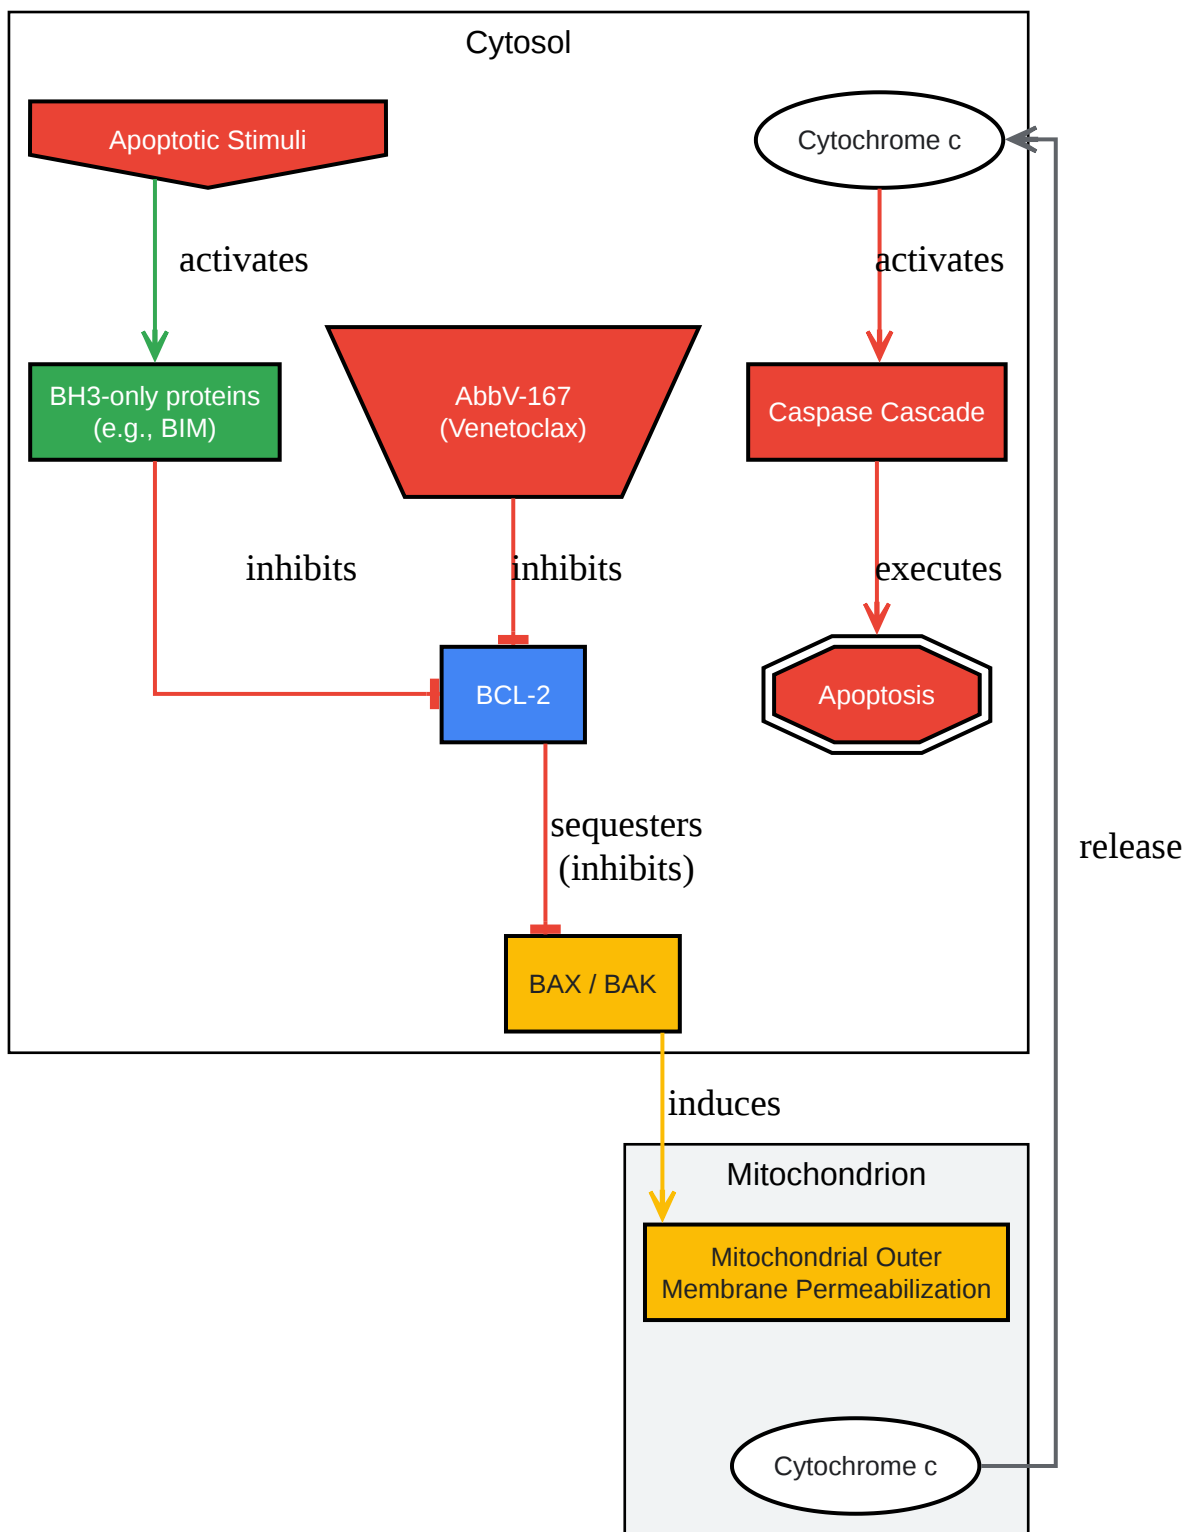 Cytosol
Apoptotic Stimuli
Cytochrome c
activates
activates
BH3-only proteins
(e.g., BIM)
AbbV-167
(Venetoclax)
Caspase Cascade
inhibits
inhibits
executes
BCL-2
Apoptosis
sequesters
(inhibits)
release
BAX / BAK
induces
Mitochondrion
Mitochondrial Outer
Membrane Permeabilization
Cytochrome c